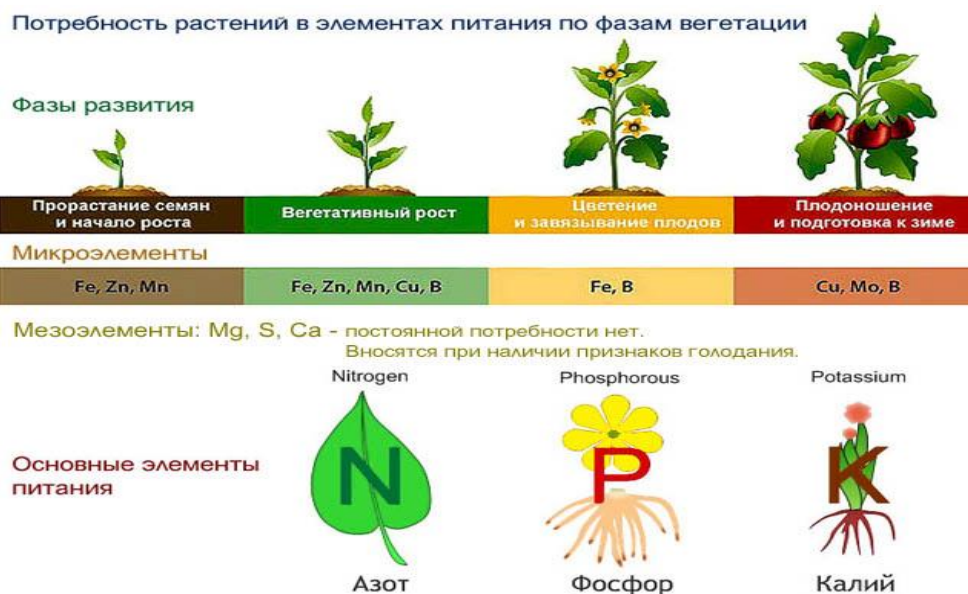 Потребность растений в элементах питания по фазам вегетации
Фазы развития
Прорастание семян
и начало роста
Вегетативный рост
Цветение
и завязывание плодов
Плодоношение
и подготовка к зиме
Микроэлементы
Fe, Zn, Mn
Fe, Zn, Mn, Cu, B
Fe, B
Cu, Mo, B
Мезоэлементы: Mg, S, Ca - постоянной потребности нет.
Вносятся при наличии признаков голодания.
Nitrogen
Phosphorous
Potassium
Основные элементы
питания
N
P
K
Азот
Фосфор
Калий